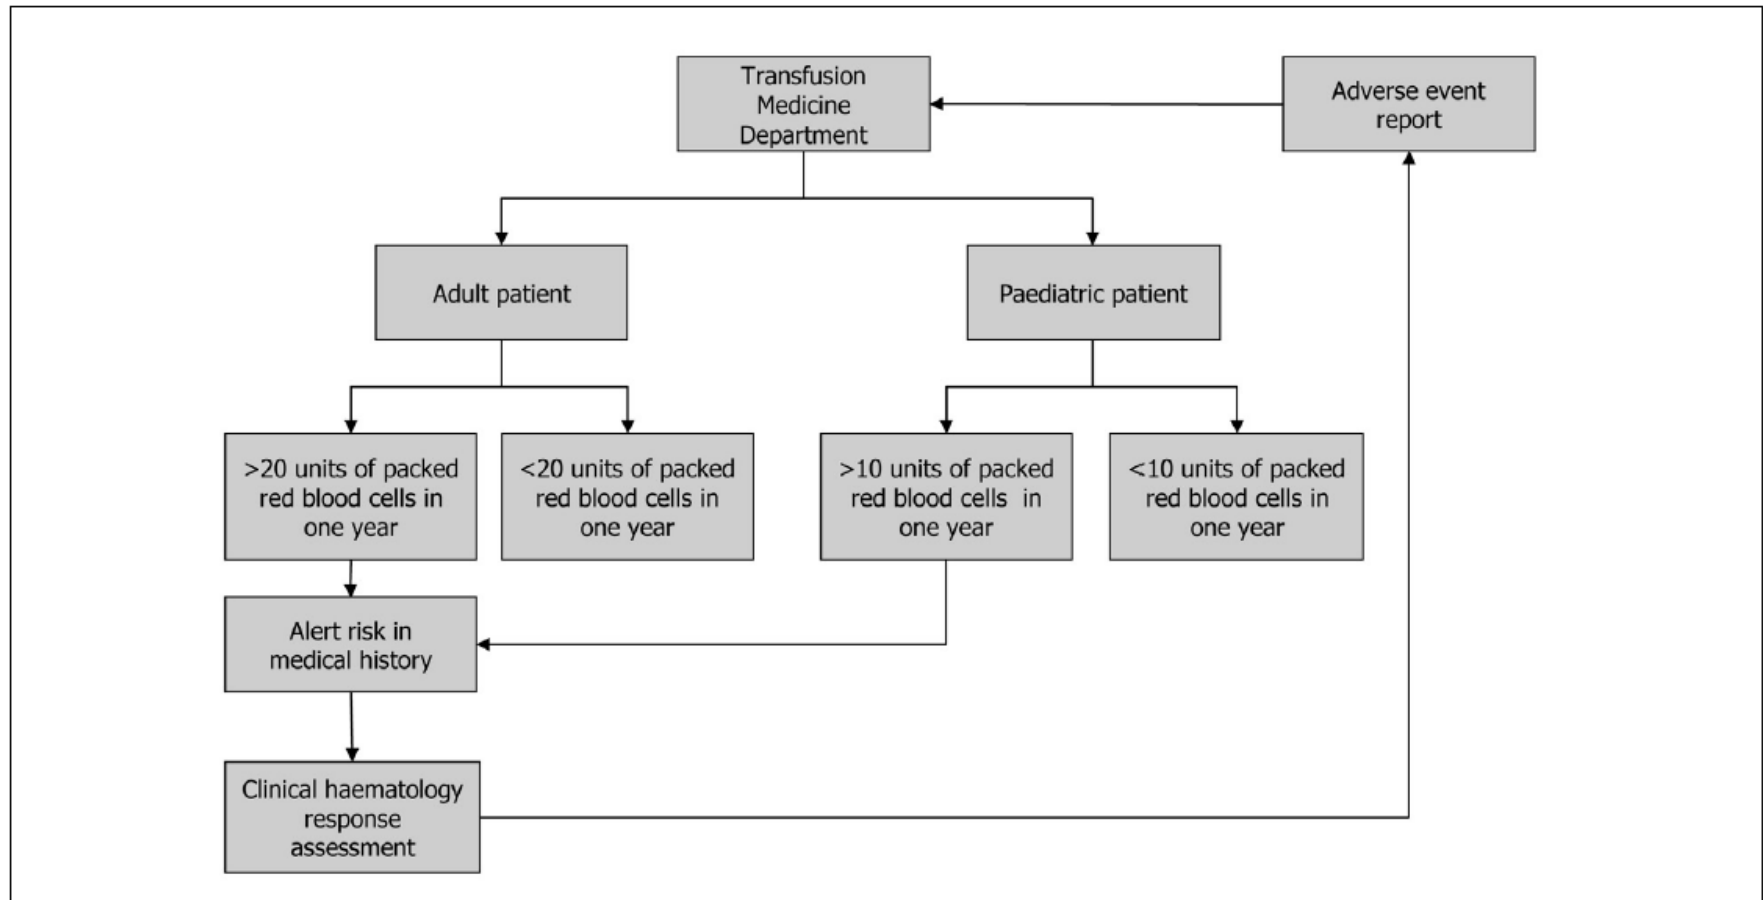 Transfusion
Medicine
Department
Adverse event
report
Adult patient
Paediatric patient
>20 units of packed
red blood cells in
one year
<20 units of packed
red blood cells in
one year
>10 units of packed
red blood cells in
one year
<10 units of packed
red blood cells in
one year
Alert risk in
medical history
Clinical haematology
response
assessment